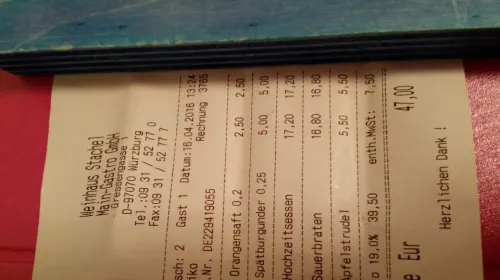 Weinhaus Stachel
Main-Gastro GmbH
Gressengasse 1
D-97070 Würzburg
Tel.:09 31 / 52 77 0
Fax:09 31 / 52 77 7
sch: 2 Gast 1 Datum:16.04.2016 13:24
iko Rechnung 3765
.Nr. DE229419055
Orangensaft 0,2 2,50 2,50
Spätburgunder 0,25 5,00 5,00
Hochzeitsessen 17,20 17,20
Sauerbraten 16,80 16,80
Apfelstrudel 5,50 5,50
19,0% 39,50 enth.MwSt: 7,50
e Eur 47,00
Herzlichen Dank !